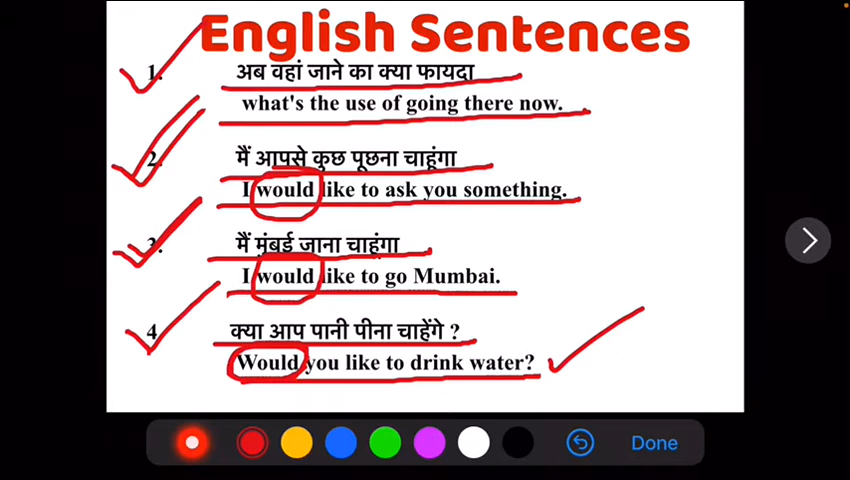 English Sentences
1. अब वहां जाने का क्या फायदा
what's the use of going there now.
2. मैं आपसे कुछ पूछना चाहूंगा
I would like to ask you something.
3. मैं मुंबई जाना चाहूंगा
I would like to go Mumbai.
4 क्या आप पानी पीना चाहेंगे ?
Would you like to drink water?
Done